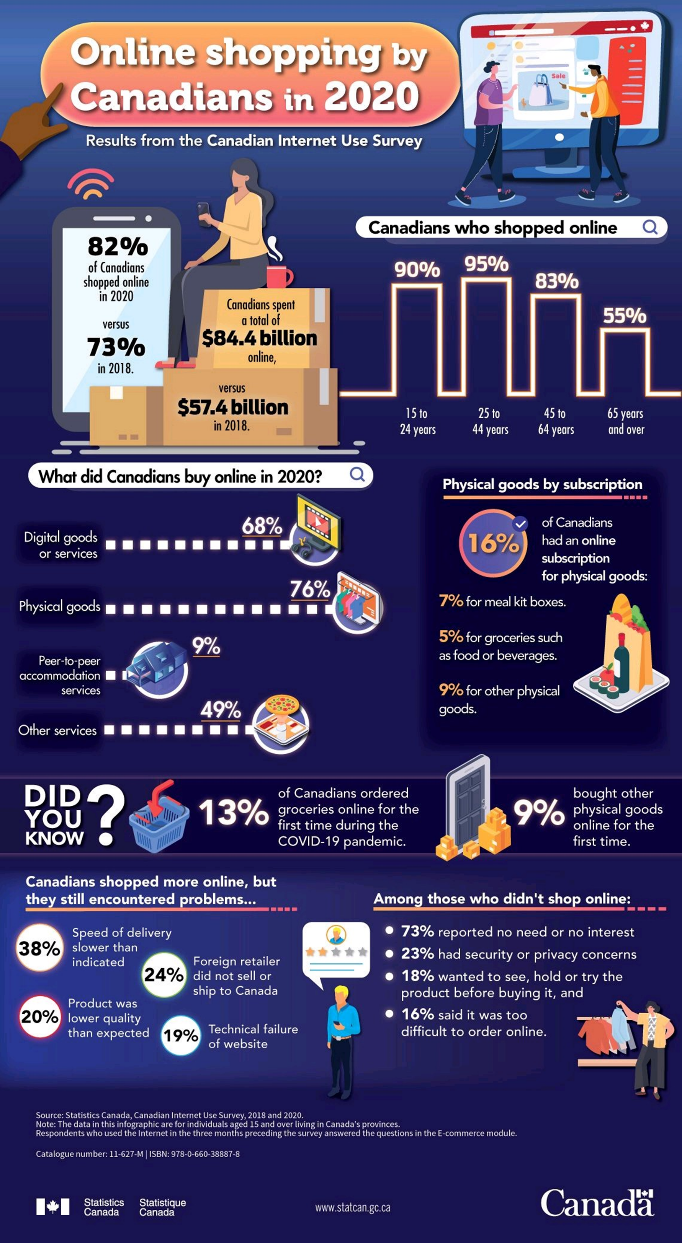 Online shopping by
Canadians in 2020
Results from the Canadian Internet Use Survey
Sale
82%
of Canadians
shopped online
in 2020
versus
73%
in 2018.
Canadians spent
a total of
$84.4 billion
online,
versus
$57.4 billion
in 2018.
Canadians who shopped online
90%
95%
83%
55%
15 to
24 years
25 to
44 years
45 to
64 years
65 years
and over
What did Canadians buy online in 2020?
Digital goods
or services
68%
Physical goods
76%
Peer-to-peer
accommodation
services
9%
Other services
49%
Physical goods by subscription
16%
of Canadians
had an online
subscription
for physical goods:
7% for meal kit boxes.
5% for groceries such
as food or beverages.
9% for other physical
goods.
DID
YOU
KNOW
?
13%
of Canadians ordered
groceries online for the
first time during the
COVID-19 pandemic.
9%
bought other
physical goods
online for the
first time.
Canadians shopped more online, but
they still encountered problems...
38%
Speed of delivery
slower than
indicated
24%
Foreign retailer
did not sell or
ship to Canada
20%
Product was
lower quality
than expected
19%
Technical failure
of website
Among those who didn't shop online:
• 73% reported no need or no interest
• 23% had security or privacy concerns
• 18% wanted to see, hold or try the
product before buying it, and
• 16% said it was too
difficult to order online.
Source: Statistics Canada, Canadian Internet Use Survey, 2018 and 2020.
Note: The data in this infographic are for individuals aged 15 and over living in Canada's provinces.
Respondents who used the Internet in the three months preceding the survey answered the questions in the E-commerce module.
Catalogue number: 11-627-M | ISBN: 978-0-660-38887-8
Statistics
Canada
Statistique
Canada
www.statcan.gc.ca
Canada